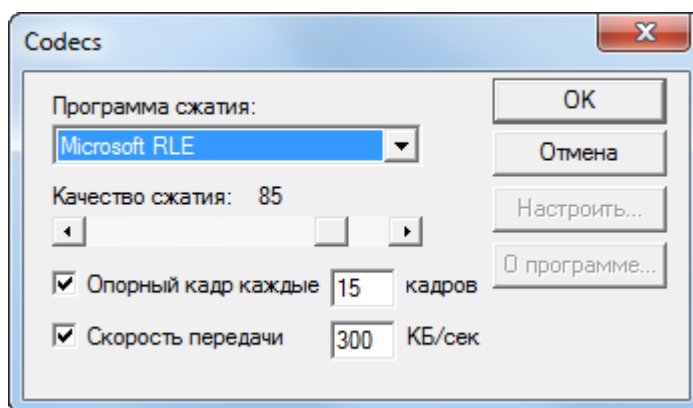 Codecs
Программа сжатия:
Microsoft RLE
Качество сжатия: 85
Опорный кадр каждые 15 кадров
Скорость передачи 300 КБ/сек
OK
Отмена
Настроить...
О программе...